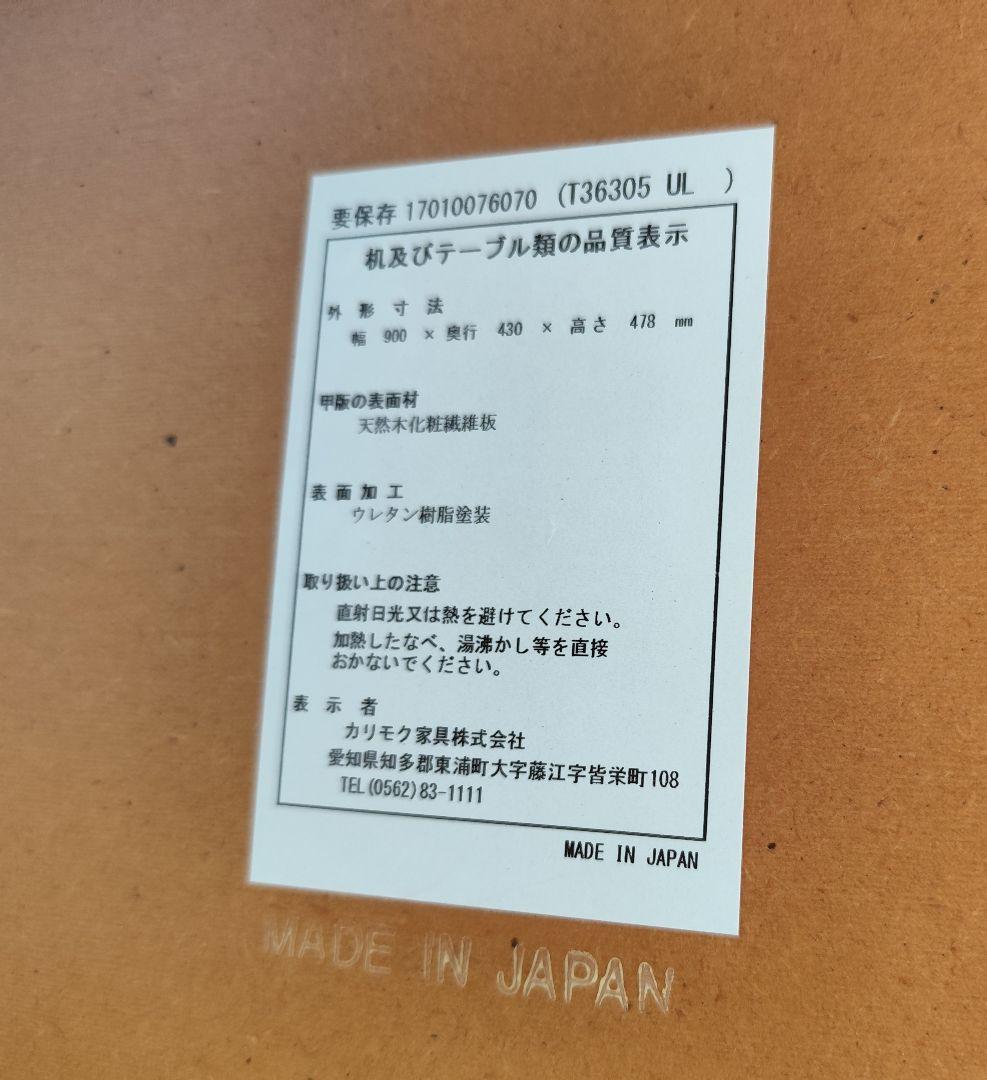 要保存 17010076070 (T36305 UL )
机及びテーブル類の品質表示
外形寸法
幅 900 × 奥行 430 × 高さ 478 mm
甲版の表面材
天然木化粧繊維板
表面加工
ウレタン樹脂塗装
取り扱い上の注意
直射日光又は熱を避けてください。
加熱したなべ、湯沸かし等を直接
おかないでください。
表示者
カリモク家具株式会社
愛知県知多郡東浦町大字藤江字皆栄町108
TEL(0562)83-1111
MADE IN JAPAN
MADE IN JAPAN